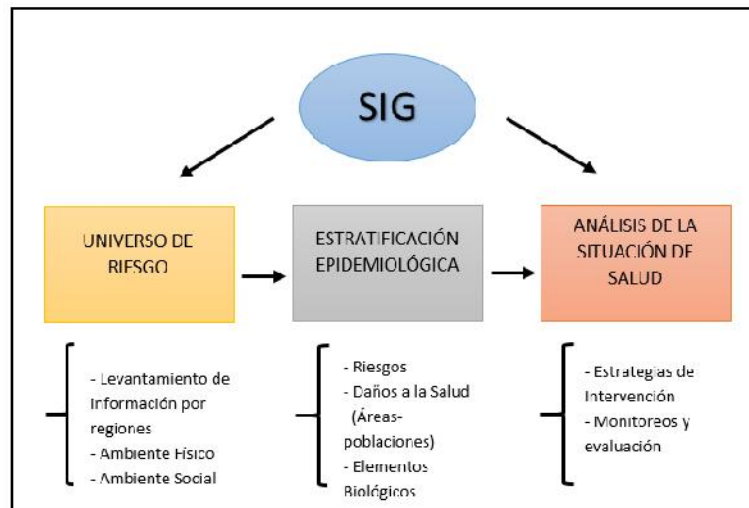 SIG
UNIVERSO DE
RIESGO
ESTRATIFICACIÓN
EPIDEMIOLÓGICA
ANÁLISIS DE LA
SITUACIÓN DE
SALUD
- Levantamiento de
Información por
regiones
- Ambiente Físico
- Ambiente Social
- Riesgos
- Daños a la Salud
(Áreas-
poblaciones)
- Elementos
Biológicos
- Estrategias de
Intervención
- Monitoreos y
evaluación